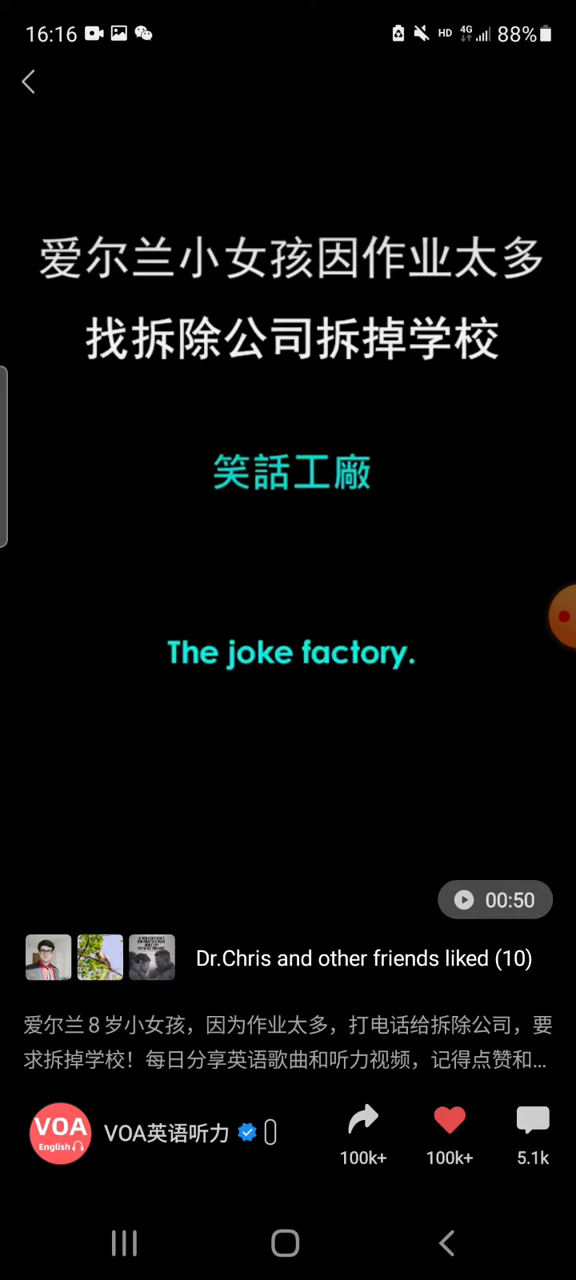 16:16 HD 4G 88%
爱尔兰小女孩因作业太多
找拆除公司拆掉学校
笑話工廠
The joke factory.
00:50
Dr.Chris and other friends liked (10)
爱尔兰8岁小女孩，因为作业太多，打电话给拆除公司，要
求拆掉学校！每日分享英语歌曲和听力视频，记得点赞和...
VOA
English
VOA英语听力
100k+ 100k+ 5.1k